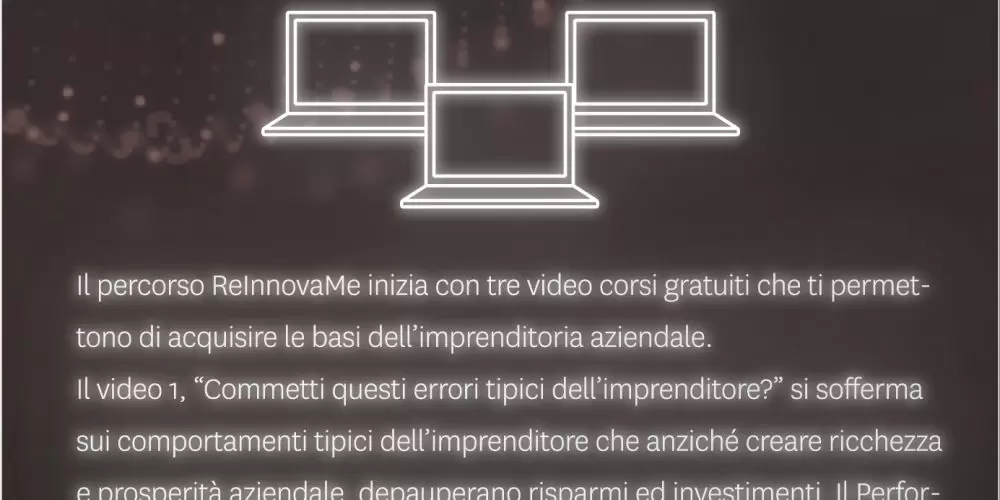 Il percorso ReInnovaMe inizia con tre video corsi gratuiti che ti permet-
tono di acquisire le basi dell’imprenditoria aziendale.
Il video 1, “Commetti questi errori tipici dell’imprenditore?” si sofferma
sui comportamenti tipici dell’imprenditore che anziché creare ricchezza
e prosperità aziendale, depauperano risparmi ed investimenti. Il Perfor-